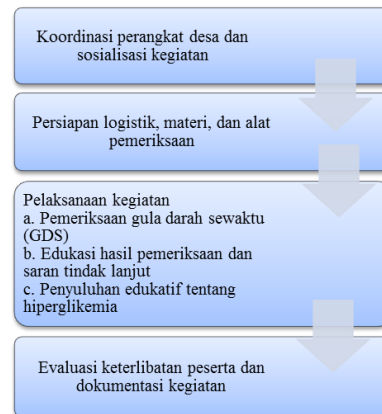 Koordinasi perangkat desa dan
sosialisasi kegiatan
Persiapan logistik, materi, dan alat
pemeriksaan
Pelaksanaan kegiatan
a. Pemeriksaan gula darah sewaktu
(GDS)
b. Edukasi hasil pemeriksaan dan
saran tindak lanjut
c. Penyuluhan edukatif tentang
hiperglikemia
Evaluasi keterlibatan peserta dan
dokumentasi kegiatan